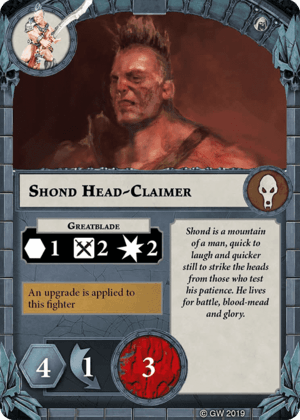 Shond Head-Claimer
Greatblade
1 2 2
Shond is a mountain
of a man, quick to
laugh and quicker
still to strike the heads
from those who test
his patience. He lives
for battle, blood-mead
and glory.
An upgrade is applied to
this fighter
4 1 3
© GW 2019